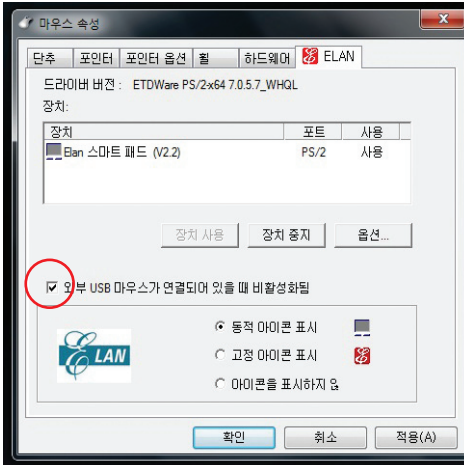 마우스 속성
단추 포인터 포인터 옵션 휠 하드웨어 ELAN
드라이버 버전 : ETDWare PS/2-x64 7.0.5.7_WHQL
장치:
장치 포트 사용
Elan 스마트 패드 (V2.2) PS/2 사용
장치 사용 장치 중지 옵션...
외부 USB 마우스가 연결되어 있을 때 비활성화됨
동적 아이콘 표시
ELAN
고정 아이콘 표시
아이콘을 표시하지 않
확인 취소 적용(A)